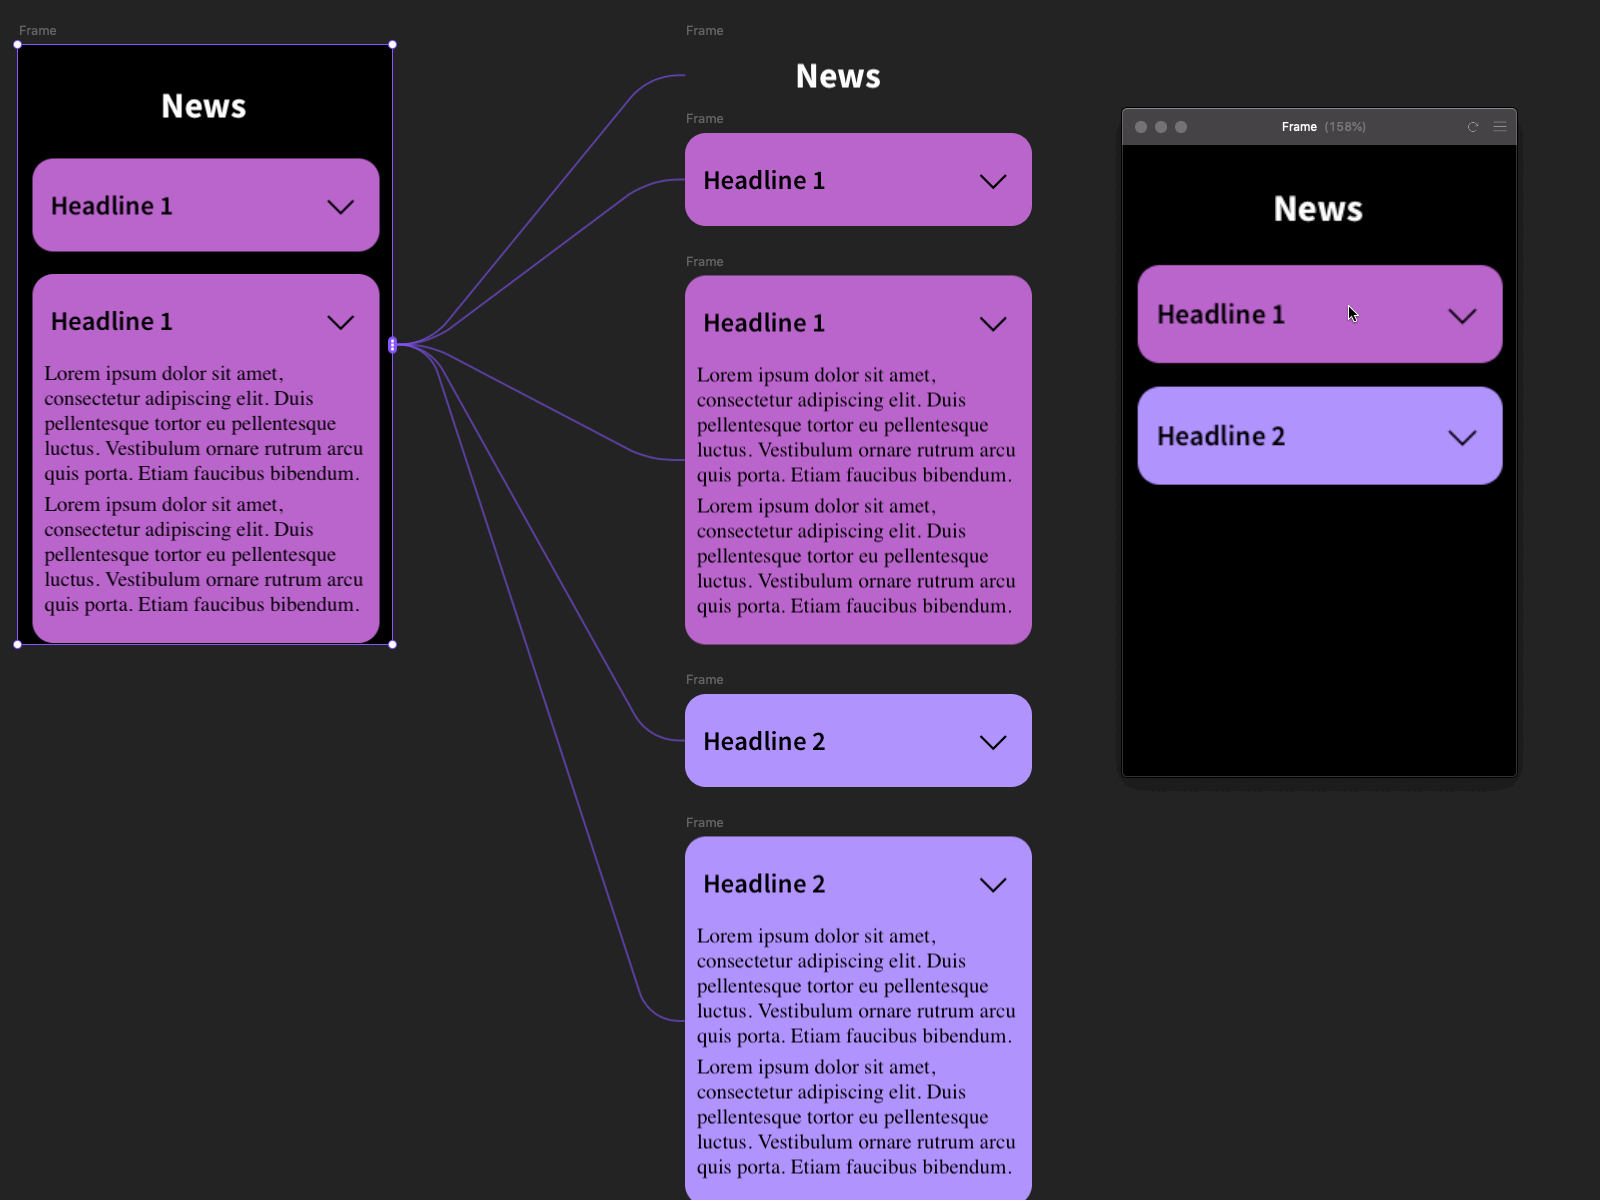 Frame
News
Headline 1
Headline 1
Lorem ipsum dolor sit amet,
consectetur adipiscing elit. Duis
pellentesque tortor eu pellentesque
luctus. Vestibulum ornare rutrum arcu
quis porta. Etiam faucibus bibendum.
Lorem ipsum dolor sit amet,
consectetur adipiscing elit. Duis
pellentesque tortor eu pellentesque
luctus. Vestibulum ornare rutrum arcu
quis porta. Etiam faucibus bibendum.
Frame
News
Frame
Headline 1
Frame
Headline 1
Lorem ipsum dolor sit amet,
consectetur adipiscing elit. Duis
pellentesque tortor eu pellentesque
luctus. Vestibulum ornare rutrum arcu
quis porta. Etiam faucibus bibendum.
Lorem ipsum dolor sit amet,
consectetur adipiscing elit. Duis
pellentesque tortor eu pellentesque
luctus. Vestibulum ornare rutrum arcu
quis porta. Etiam faucibus bibendum.
Frame
Headline 2
Frame
Headline 2
Lorem ipsum dolor sit amet,
consectetur adipiscing elit. Duis
pellentesque tortor eu pellentesque
luctus. Vestibulum ornare rutrum arcu
quis porta. Etiam faucibus bibendum.
Lorem ipsum dolor sit amet,
consectetur adipiscing elit. Duis
pellentesque tortor eu pellentesque
luctus. Vestibulum ornare rutrum arcu
quis porta. Etiam faucibus bibendum.
Frame (158%)
News
Headline 1
Headline 2